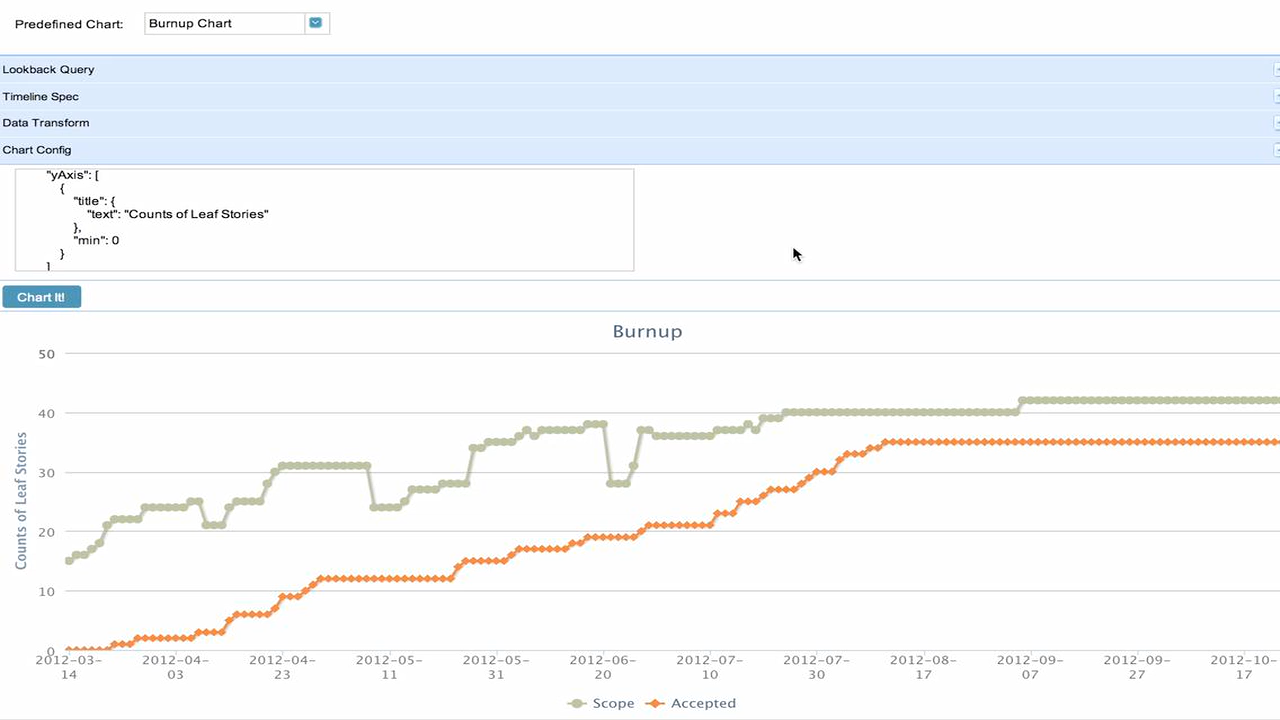 Predefined Chart: Burnup Chart
Lookback Query
Timeline Spec
Data Transform
Chart Config
"yAxis": [
{
"title": {
"text": "Counts of Leaf Stories"
},
"min": 0
}
]
Chart It!
Burnup
Counts of Leaf Stories
50
40
30
20
10
0
2012-03-14
2012-04-03
2012-04-23
2012-05-11
2012-05-31
2012-06-20
2012-07-10
2012-07-30
2012-08-17
2012-09-07
2012-09-27
2012-10-17
Scope Accepted